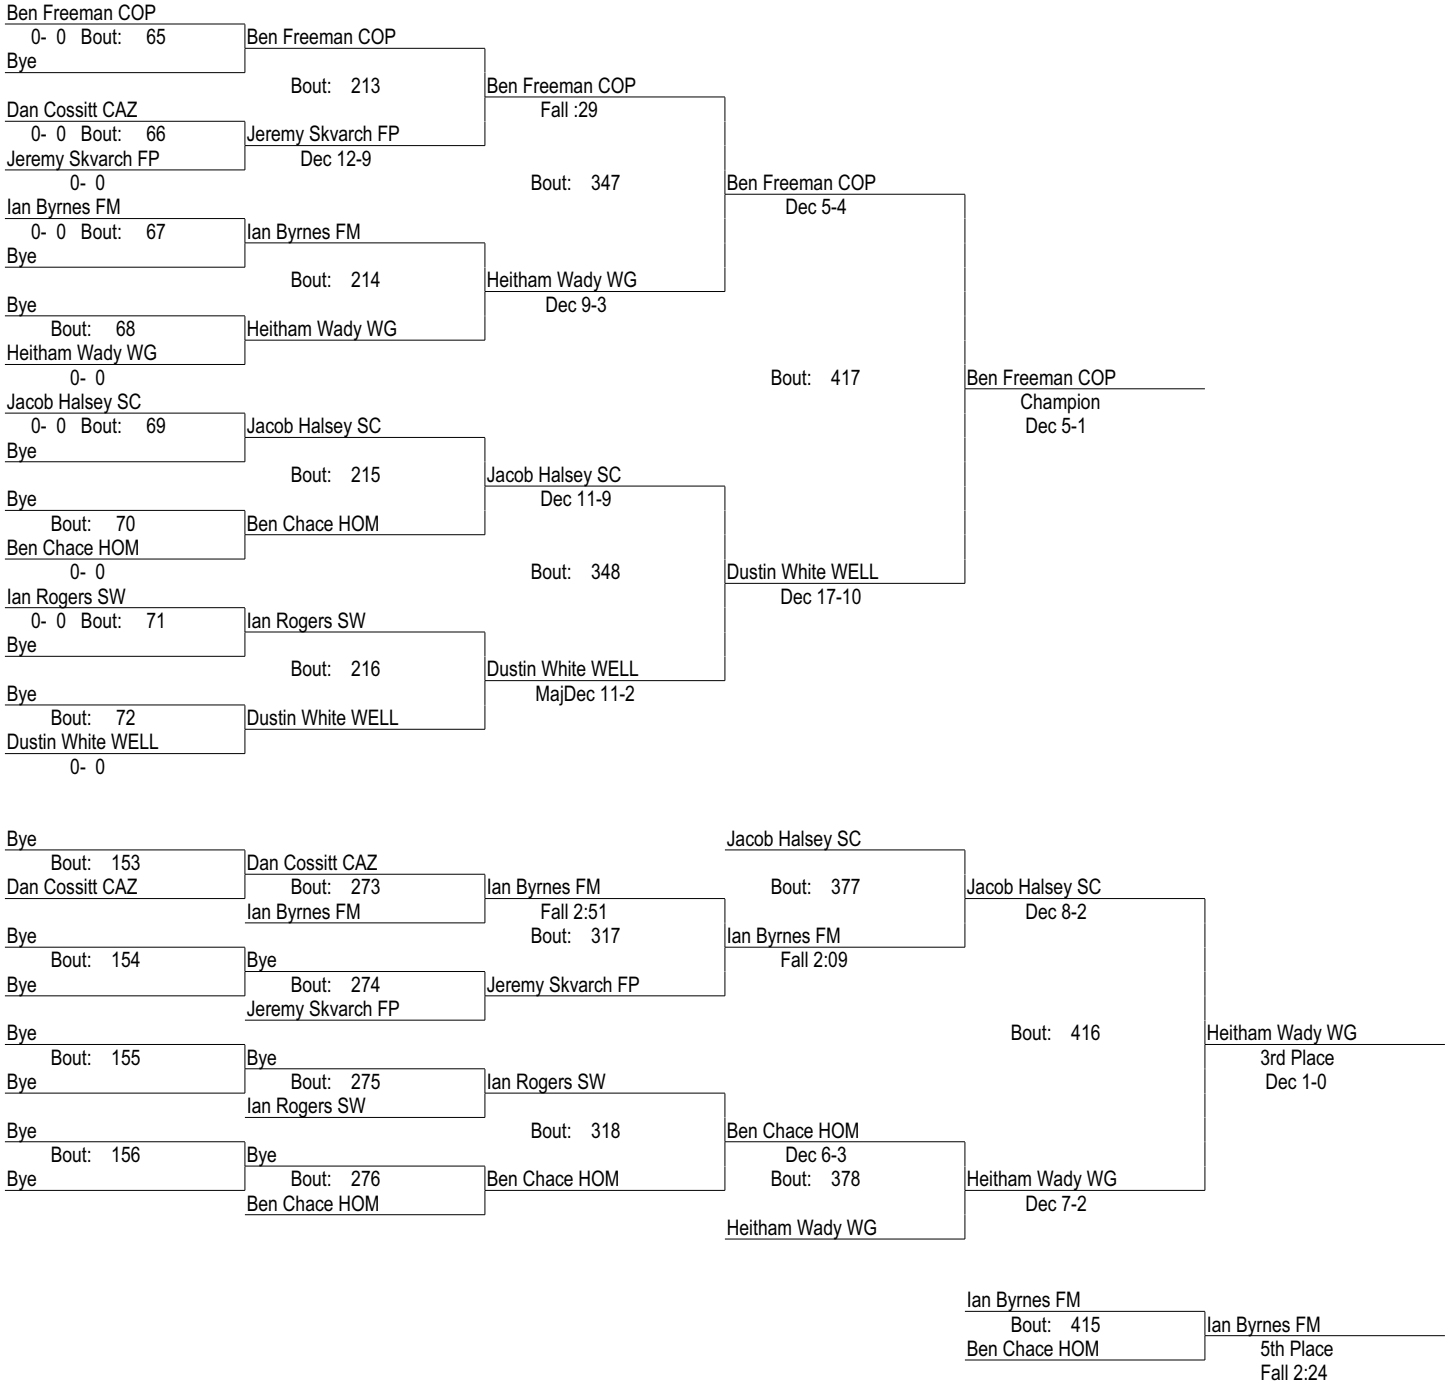 Ben Freeman COP
0- 0 Bout: 65
Ben Freeman COP
Bye
Bout: 213
Ben Freeman COP
Dan Cossitt CAZ
Fall :29
0- 0 Bout: 66
Jeremy Skvarch FP
Jeremy Skvarch FP
Dec 12-9
0- 0
Bout: 347
Ben Freeman COP
Ian Byrnes FM
Dec 5-4
0- 0 Bout: 67
Ian Byrnes FM
Bye
Bout: 214
Heitham Wady WG
Bye
Dec 9-3
Bout: 68
Heitham Wady WG
Heitham Wady WG
0- 0
Bout: 417
Ben Freeman COP
Jacob Halsey SC
Champion
0- 0 Bout: 69
Jacob Halsey SC
Dec 5-1
Bye
Bout: 215
Jacob Halsey SC
Bye
Dec 11-9
Bout: 70
Ben Chace HOM
Ben Chace HOM
0- 0
Bout: 348
Dustin White WELL
Ian Rogers SW
Dec 17-10
0- 0 Bout: 71
Ian Rogers SW
Bye
Bout: 216
Dustin White WELL
Bye
MajDec 11-2
Bout: 72
Dustin White WELL
Dustin White WELL
0- 0
Bye
Jacob Halsey SC
Bout: 153
Dan Cossitt CAZ
Dan Cossitt CAZ
Bout: 273
Ian Byrnes FM
Bout: 377
Jacob Halsey SC
Ian Byrnes FM
Fall 2:51
Dec 8-2
Bye
Bout: 317
Ian Byrnes FM
Bout: 154
Bye
Fall 2:09
Bye
Bout: 274
Jeremy Skvarch FP
Jeremy Skvarch FP
Bye
Bout: 416
Heitham Wady WG
Bout: 155
Bye
3rd Place
Bye
Bout: 275
Ian Rogers SW
Dec 1-0
Ian Rogers SW
Bye
Bout: 318
Ben Chace HOM
Bout: 156
Bye
Dec 6-3
Bye
Bout: 276
Ben Chace HOM
Bout: 378
Heitham Wady WG
Ben Chace HOM
Dec 7-2
Heitham Wady WG
Ian Byrnes FM
Bout: 415
Ian Byrnes FM
Ben Chace HOM
5th Place
Fall 2:24